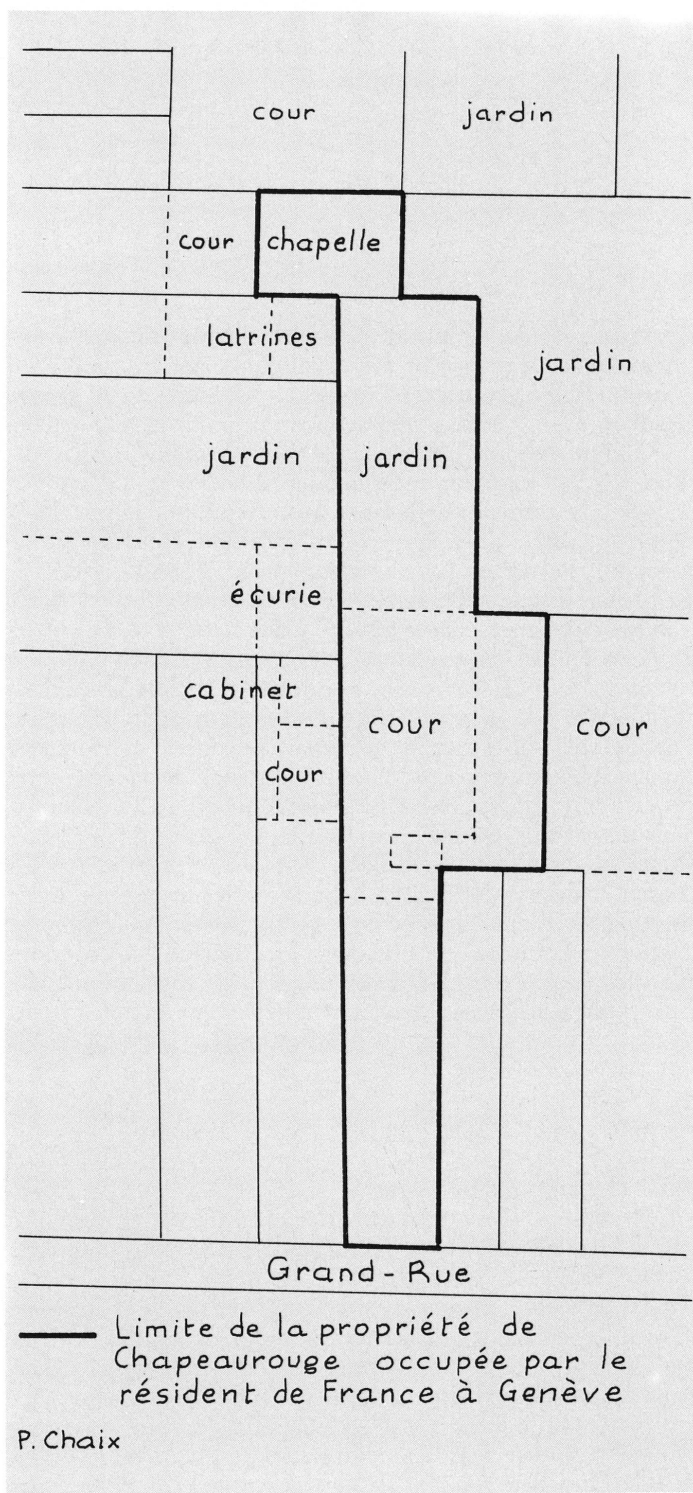 cour
jardin
cour
chapelle
latrines
jardin
jardin
jardin
écurie
cabinet
cour
cour
cour
Grand-Rue
Limite de la propriété de
Chapeaurouge occupée par le
résident de France à Genève
P. Chaix